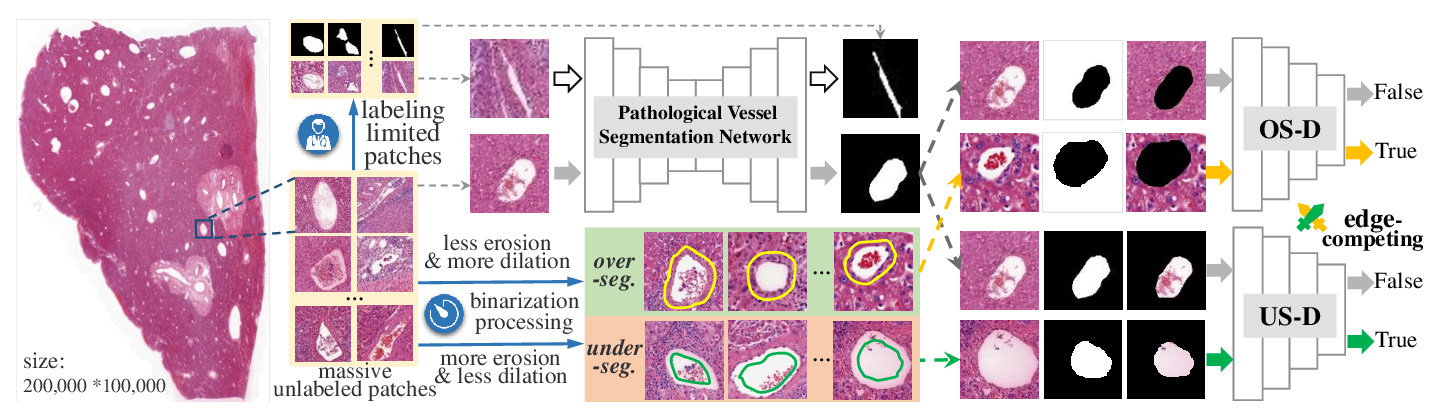 size:
200,000 *100,000
labeling
limited
patches
massive
unlabeled patches
less erosion
& more dilation
binarization
processing
more erosion
& less dilation
Pathological Vessel
Segmentation Network
over
-seg.
...
under
-seg.
...
OS-D
False
True
edge-
competing
US-D
False
True